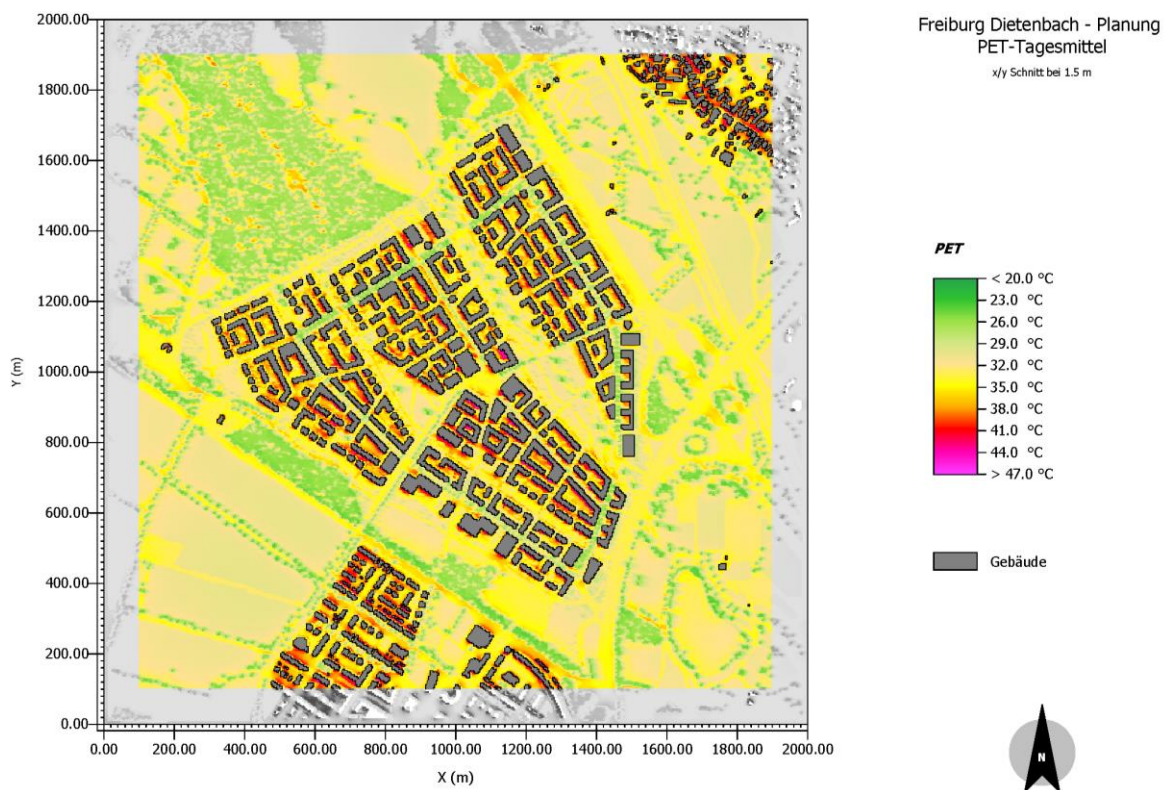 Freiburg Dietenbach - Planung
PET-Tagesmittel
x/y Schnitt bei 1.5 m
2000.00
1800.00
1600.00
1400.00
1200.00
1000.00
800.00
600.00
400.00
200.00
0.00
Y (m)
0.00 200.00 400.00 600.00 800.00 1000.00 1200.00 1400.00 1600.00 1800.00 2000.00
X (m)
PET
< 20.0 °C
23.0 °C
26.0 °C
29.0 °C
32.0 °C
35.0 °C
38.0 °C
41.0 °C
44.0 °C
> 47.0 °C
Gebäude
N